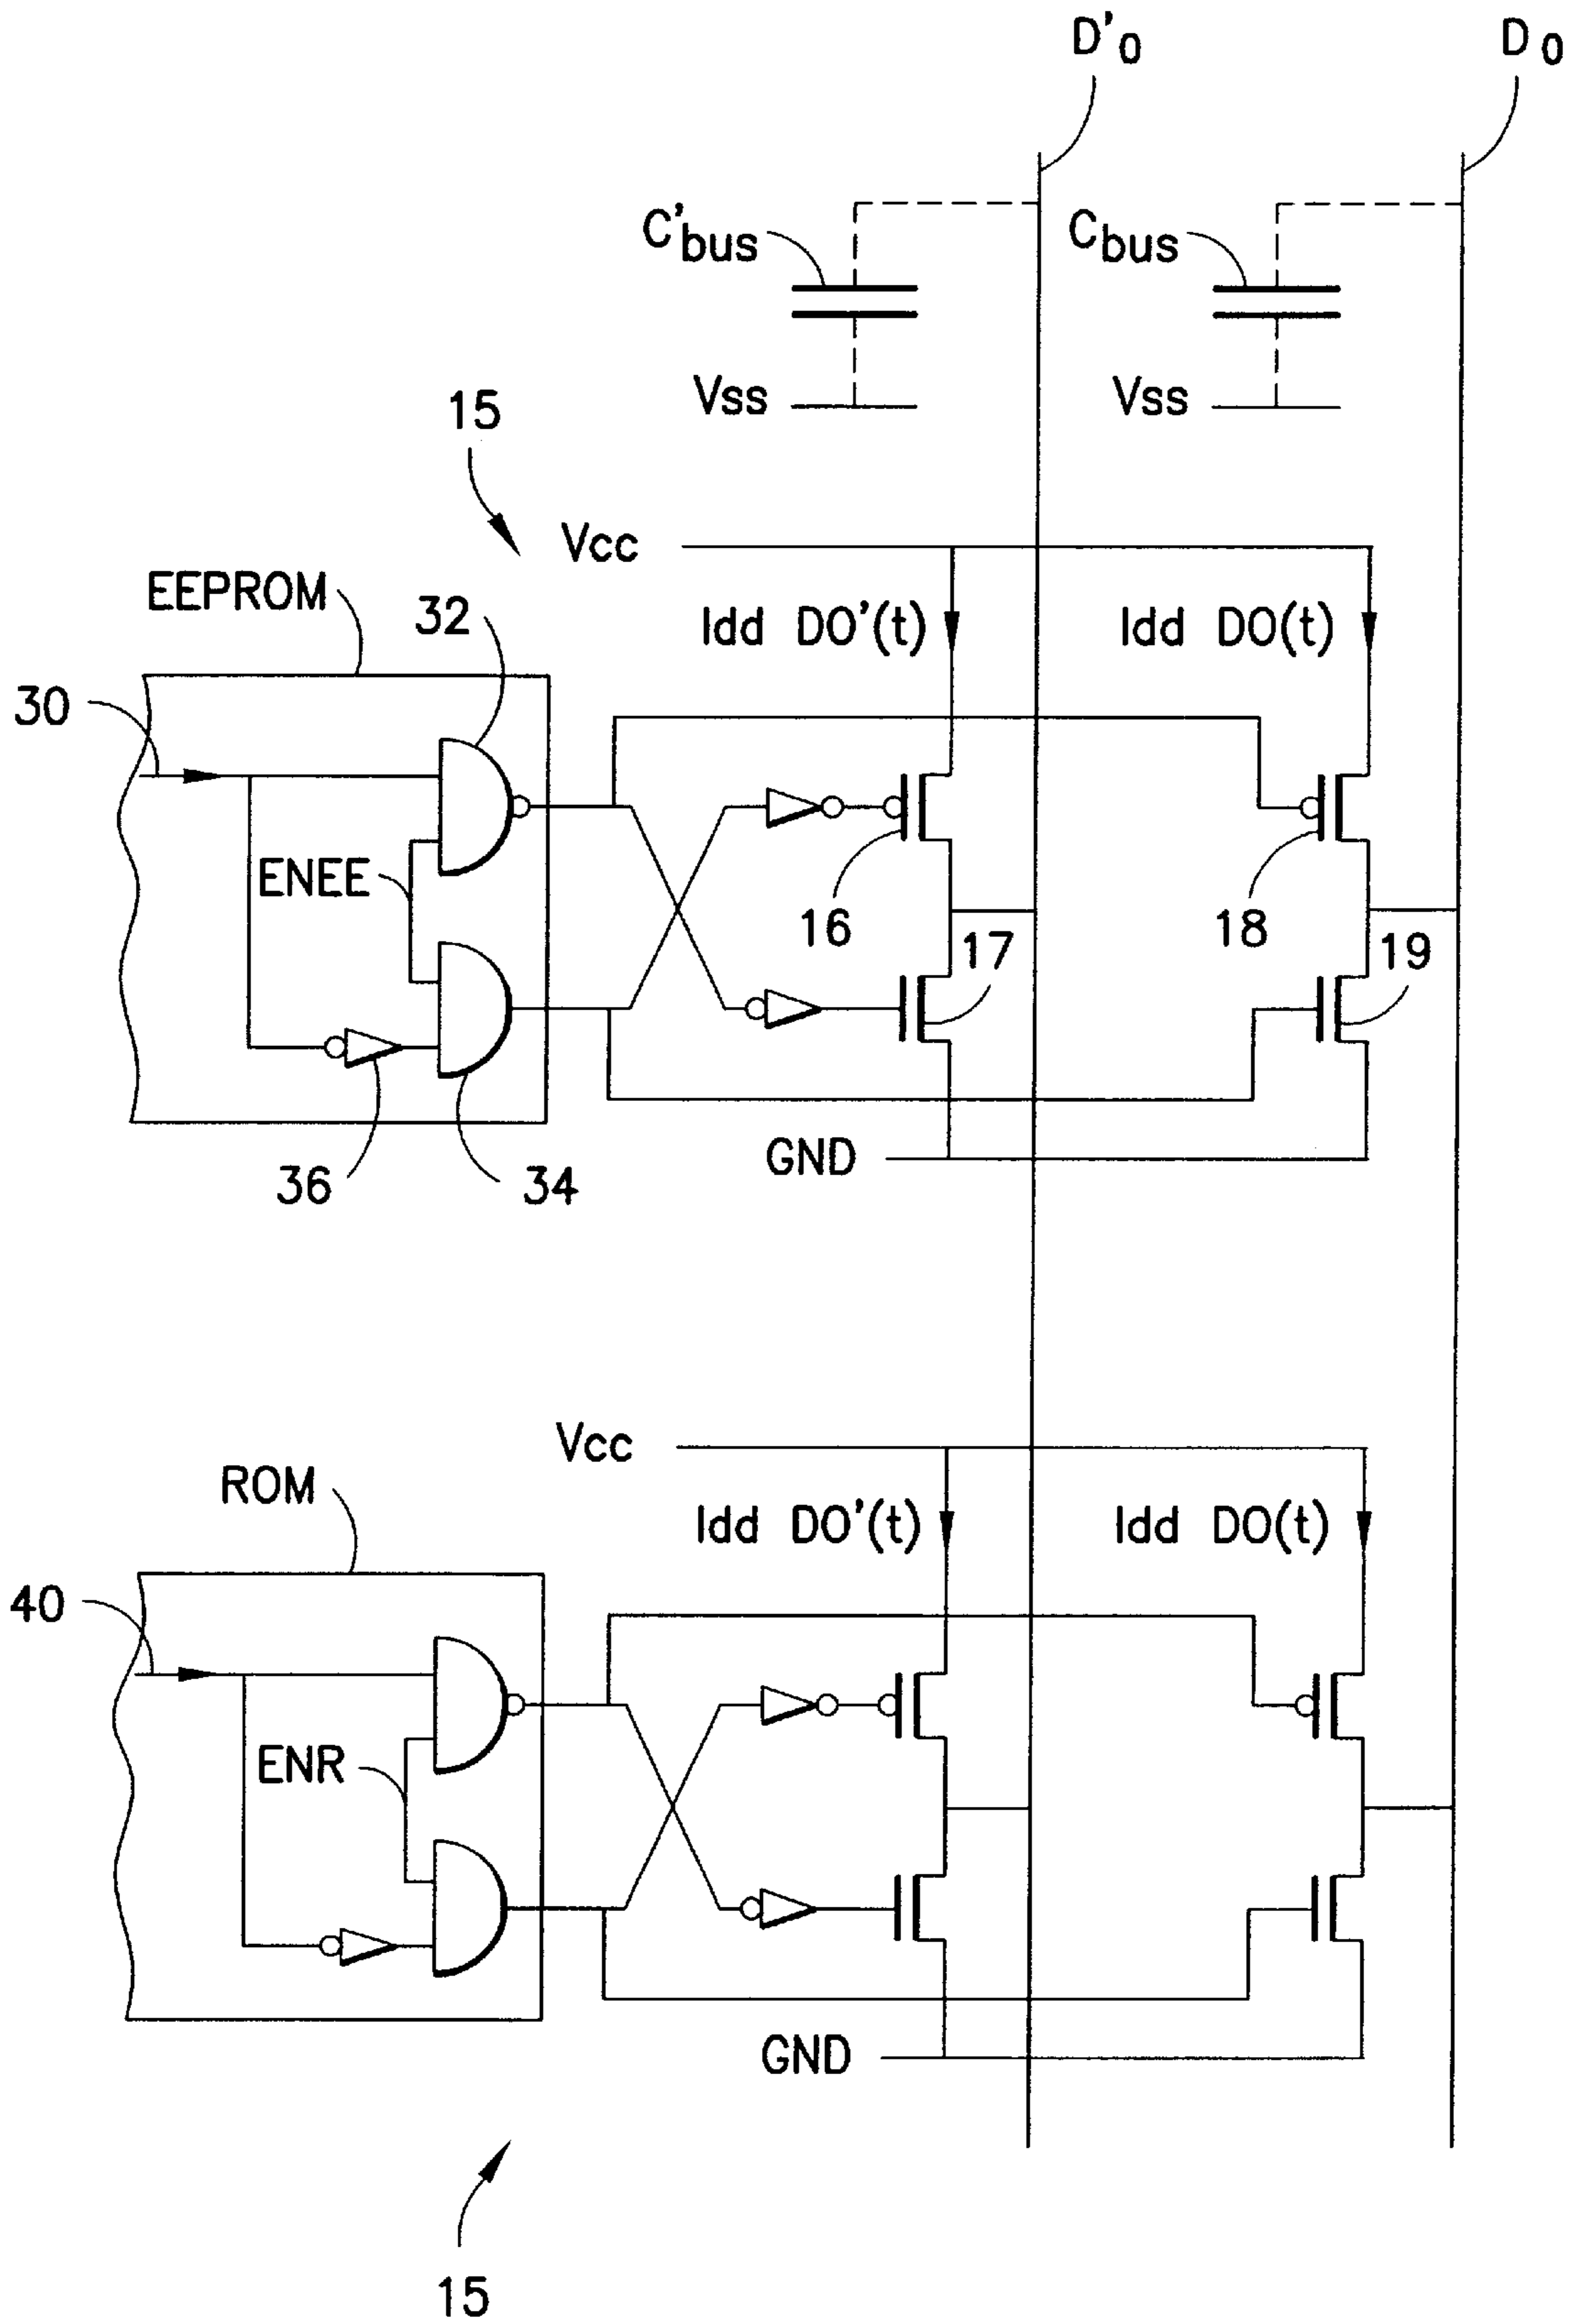 D'0
D0
C'bus
Cbus
Vss
Vss
15
Vcc
EEPROM
32
Idd DO'(t)
Idd DO(t)
30
ENEE
16
17
18
19
36
34
GND
Vcc
ROM
Idd DO'(t)
Idd DO(t)
40
ENR
GND
15